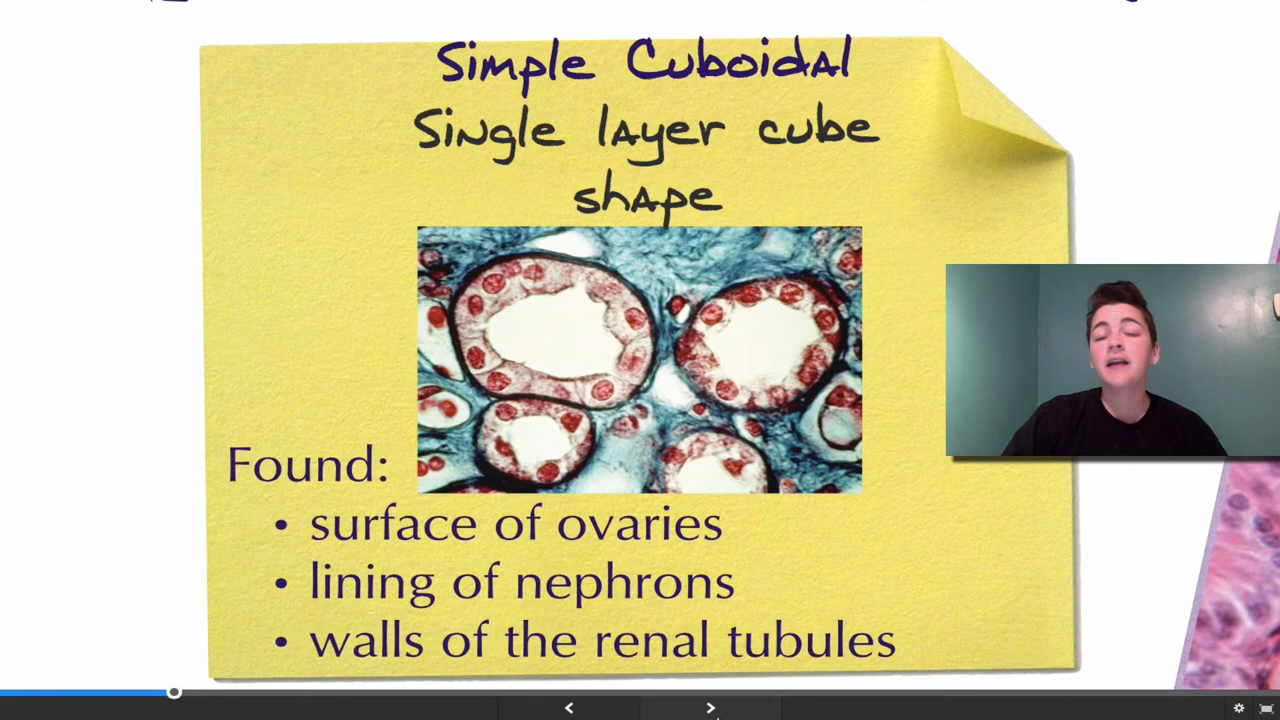 Simple Cuboidal
Single layer cube
shape
Found:
• surface of ovaries
• lining of nephrons
• walls of the renal tubules